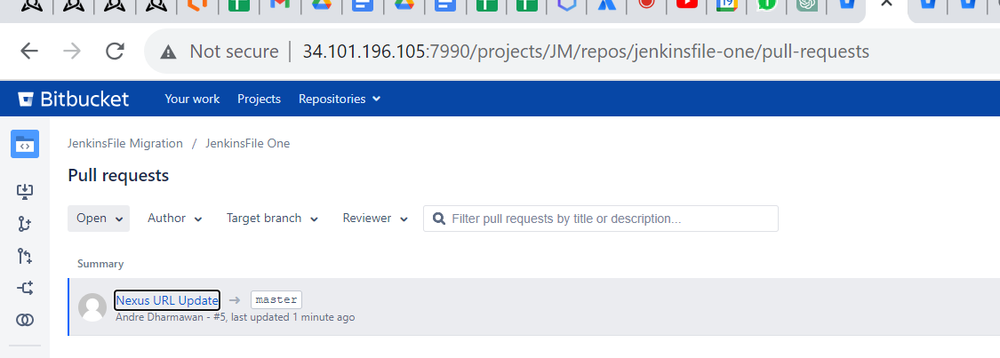 Not secure | 34.101.196.105:7990/projects/JM/repos/jenkinsfile-one/pull-requests
Bitbucket Your work Projects Repositories
JenkinsFile Migration / JenkinsFile One
Pull requests
Open Author Target branch Reviewer Filter pull requests by title or description...
Summary
Nexus URL Update → master
Andre Dharmawan - #5, last updated 1 minute ago